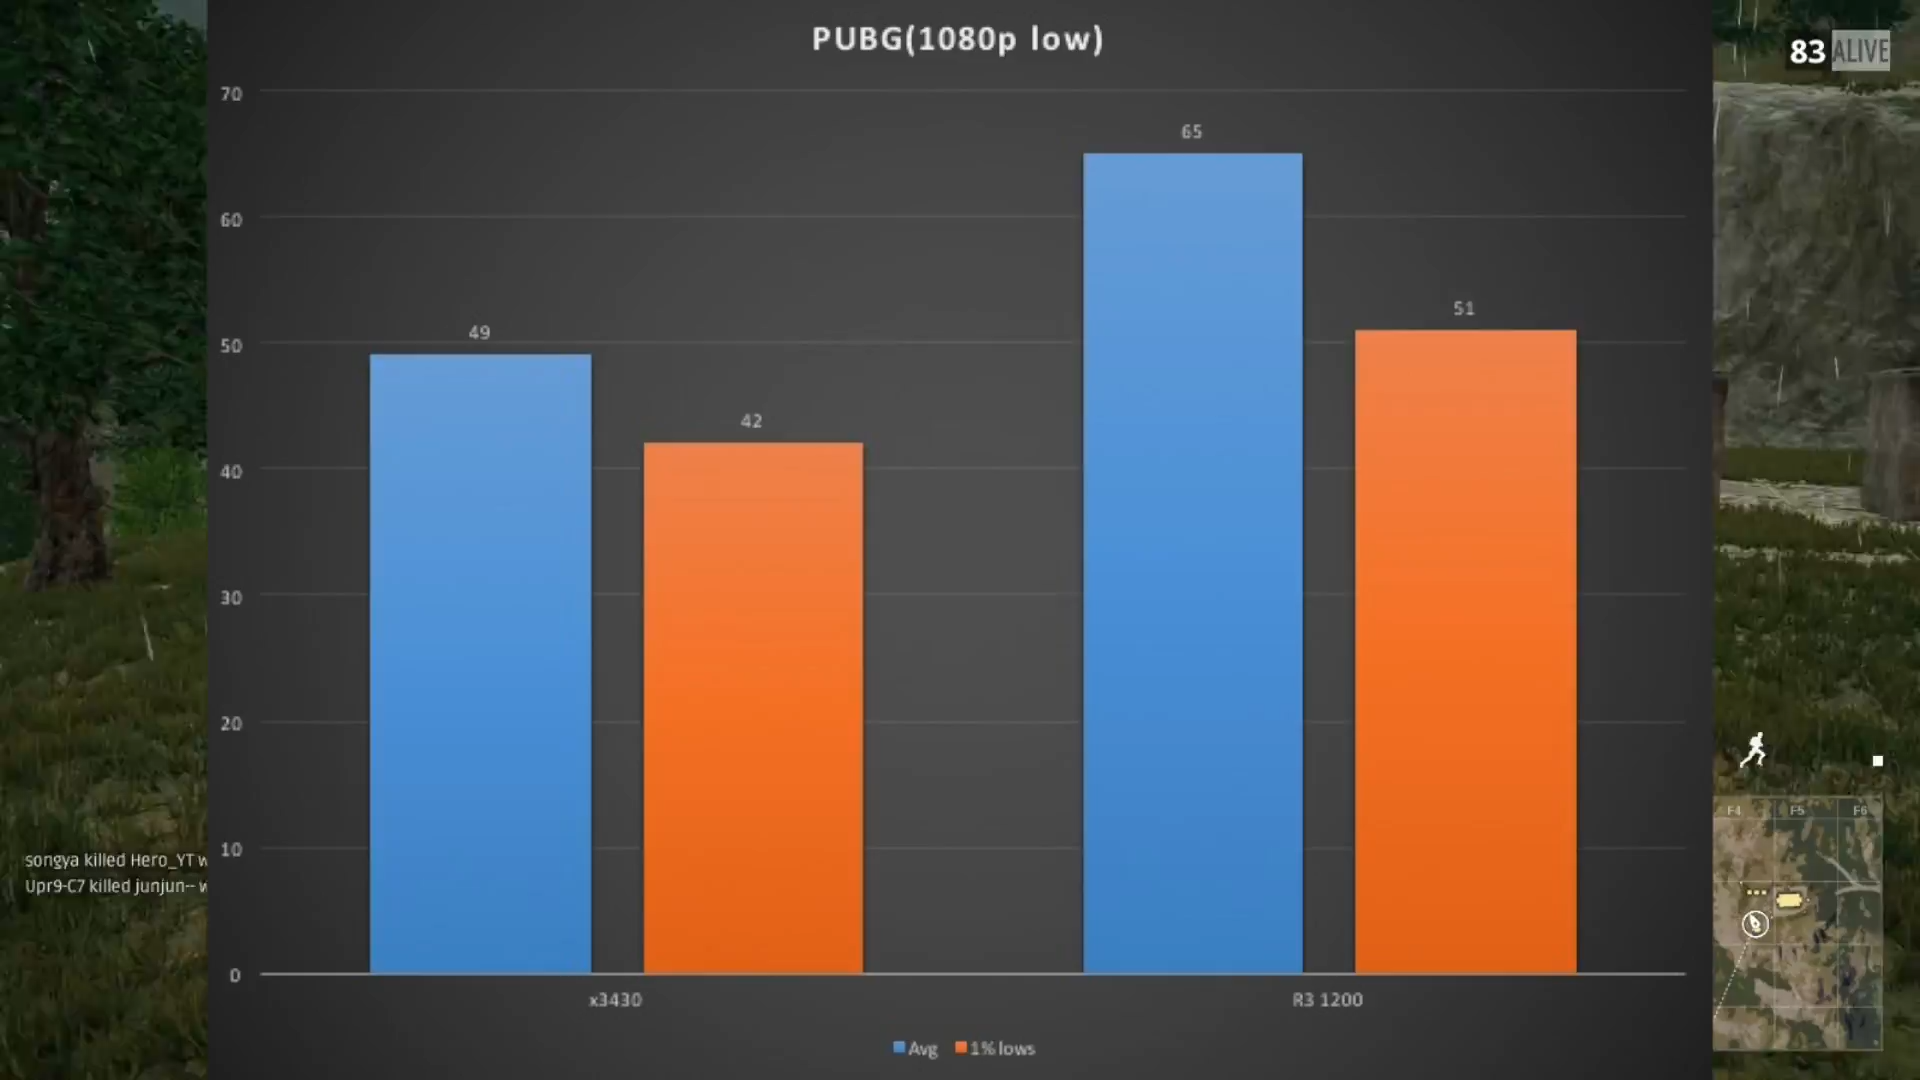 PUBG(1080p low)
83 ALIVE
70
65
60
51
49
50
42
40
30
20
10
0
x3430
R3 1200
Avg
1% lows
songya killed Hero_YT
Upr9-C7 killed junjun--
F4 F5 F6